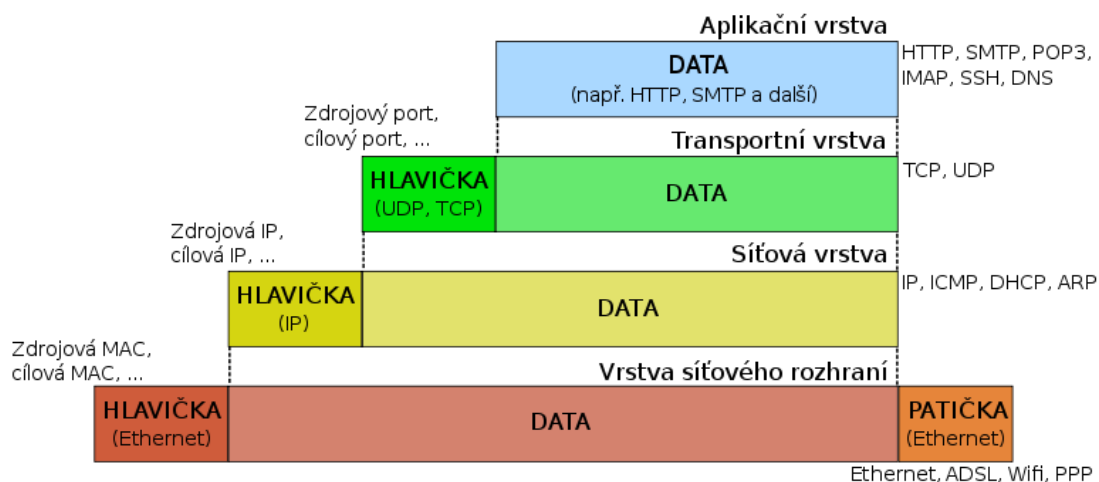 Aplikační vrstva
DATA
(např. HTTP, SMTP a další)
HTTP, SMTP, POP3,
IMAP, SSH, DNS
Zdrojový port,
cílový port, ...
Transportní vrstva
HLAVIČKA
(UDP, TCP)
DATA
TCP, UDP
Zdrojová IP,
cílová IP, ...
Síťová vrstva
HLAVIČKA
(IP)
DATA
IP, ICMP, DHCP, ARP
Zdrojová MAC,
cílová MAC, ...
Vrstva síťového rozhraní
HLAVIČKA
(Ethernet)
DATA
PATIČKA
(Ethernet)
Ethernet, ADSL, Wifi, PPP